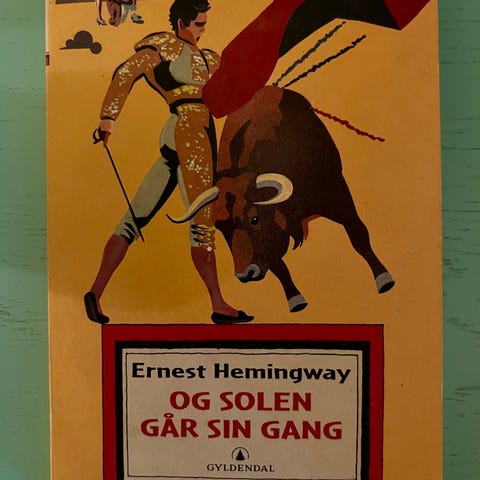 Ernest Hemingway
OG SOLEN
GÅR SIN GANG
GYLDENDAL